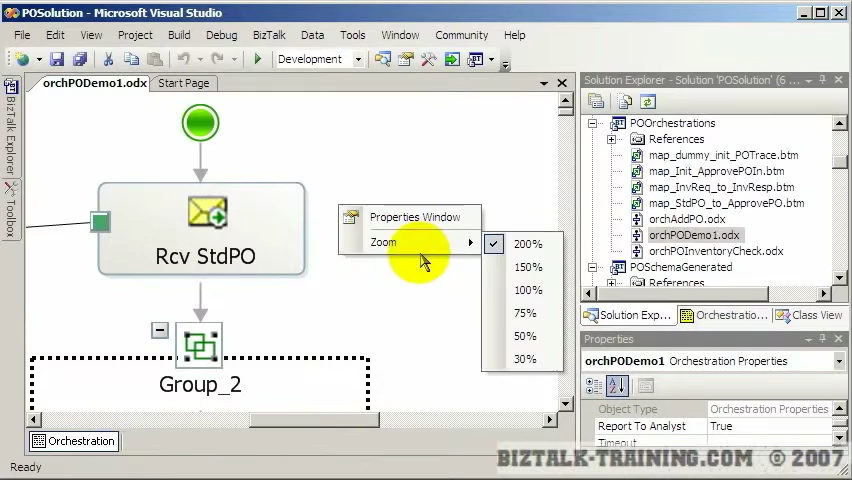 POSolution - Microsoft Visual Studio
File Edit View Project Build Debug BizTalk Data Tools Window Community Help
Development
orchPODemo1.odx Start Page
BizTalk Explorer
Toolbox
Rcv StdPO
Group_2
Properties Window
Zoom
200%
150%
100%
75%
50%
30%
Orchestration
Ready
Solution Explorer - Solution 'POSolution' (6 ...
POOrchestrations
References
map_dummy_init_POTrace.btm
map_Init_ApprovePOIn.btm
map_InvReq_to_InvResp.btm
map_StdPO_to_ApprovePO.btm
orchAddPO.odx
orchPODemo1.odx
orchPOInventoryCheck.odx
POSchemaGenerated
References
Solution Exp... Orchestratio... Class View
Properties
orchPODemo1 Orchestration Properties
Object Type Orchestration Properties
Report To Analyst True
Timeout
BIZTALK-TRAINING.COM © 2007